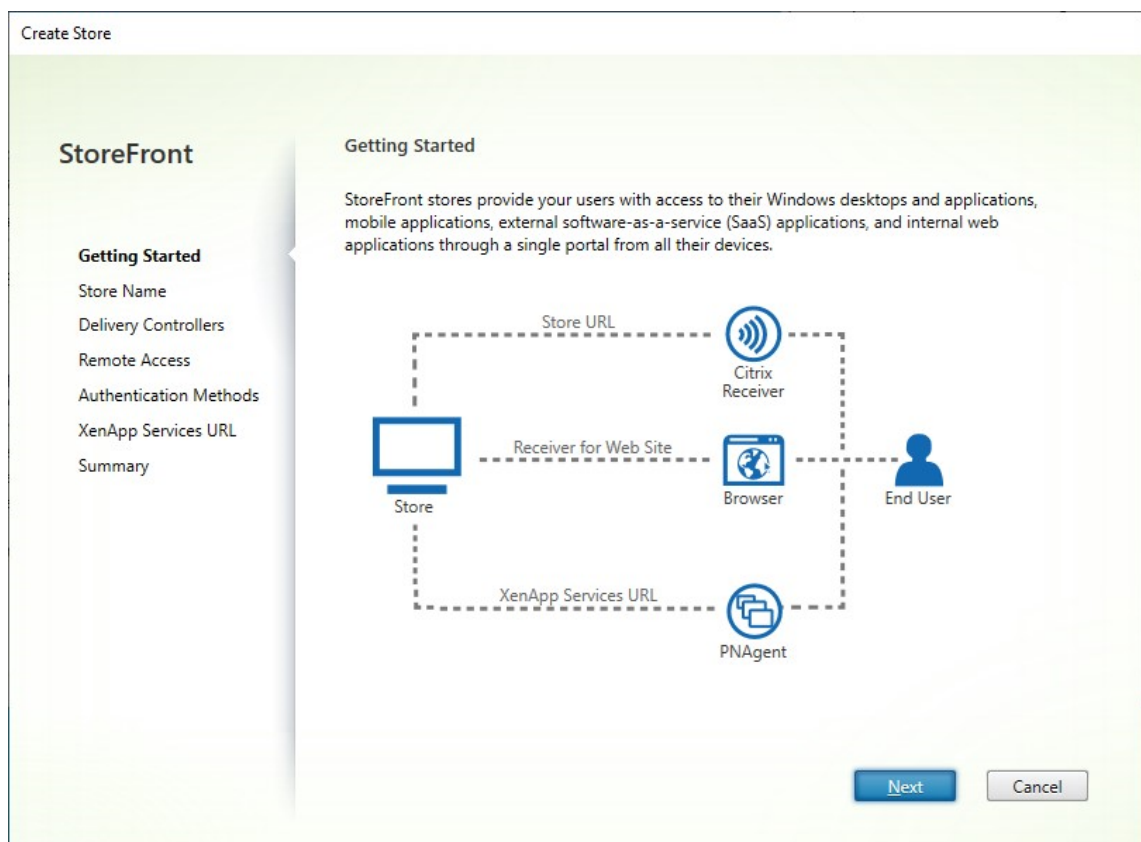 Create Store
StoreFront
Getting Started
Store Name
Delivery Controllers
Remote Access
Authentication Methods
XenApp Services URL
Summary
Getting Started
StoreFront stores provide your users with access to their Windows desktops and applications,
mobile applications, external software-as-a-service (SaaS) applications, and internal web
applications through a single portal from all their devices.
Store URL
Citrix
Receiver
Receiver for Web Site
Store
Browser
End User
XenApp Services URL
PNAgent
Next
Cancel